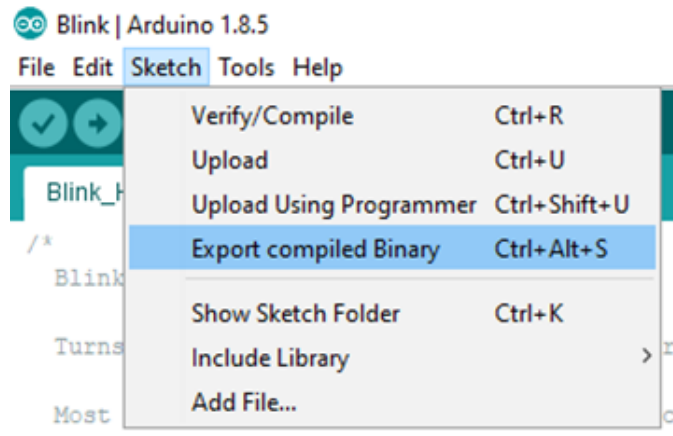 Blink | Arduino 1.8.5
File Edit Sketch Tools Help
Verify/Compile Ctrl+R
Upload Ctrl+U
Blink_
Upload Using Programmer Ctrl+Shift+U
/*
Export compiled Binary Ctrl+Alt+S
Blink
Show Sketch Folder Ctrl+K
Turns
Include Library >
Add File...
Most